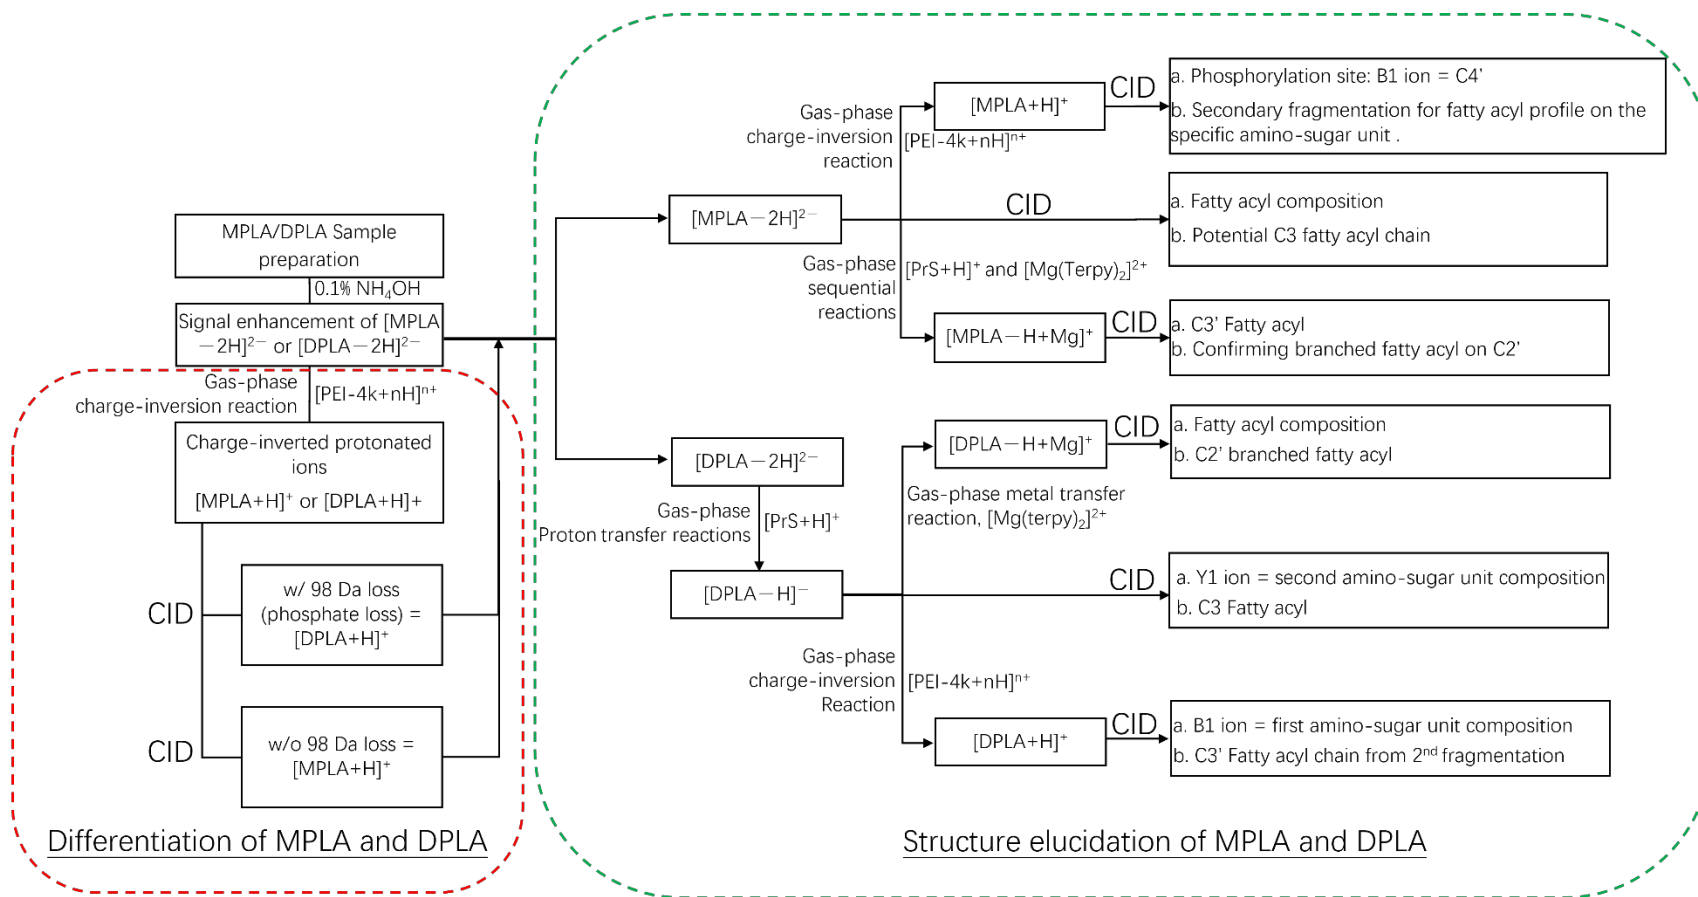 MPLA/DPLA Sample
preparation
0.1% NH₄OH
Signal enhancement of [MPLA
−2H]²⁻ or [DPLA−2H]²⁻
Gas-phase
charge-inversion reaction
[PEI-4k+nH]ⁿ⁺
Charge-inverted protonated
ions
[MPLA+H]⁺ or [DPLA+H]+
CID
w/ 98 Da loss
(phosphate loss) =
[DPLA+H]⁺
CID
w/o 98 Da loss =
[MPLA+H]⁺
Differentiation of MPLA and DPLA
[MPLA−2H]²⁻
Gas-phase
charge-inversion
reaction
[PEI-4k+nH]ⁿ⁺
[MPLA+H]⁺
CID
a. Phosphorylation site: B1 ion = C4’
b. Secondary fragmentation for fatty acyl profile on the
specific amino-sugar unit .
CID
a. Fatty acyl composition
b. Potential C3 fatty acyl chain
Gas-phase
sequential
reactions
[PrS+H]⁺ and [Mg(Terpy)₂]²⁺
[MPLA−H+Mg]⁺
CID
a. C3’ Fatty acyl
b. Confirming branched fatty acyl on C2’
[DPLA−2H]²⁻
Gas-phase
Proton transfer reactions
[PrS+H]⁺
[DPLA−H]⁻
[DPLA−H+Mg]⁺
CID
a. Fatty acyl composition
b. C2’ branched fatty acyl
Gas-phase metal transfer
reaction, [Mg(terpy)₂]²⁺
CID
a. Y1 ion = second amino-sugar unit composition
b. C3 Fatty acyl
Gas-phase
charge-inversion
Reaction
[PEI-4k+nH]ⁿ⁺
[DPLA+H]⁺
CID
a. B1 ion = first amino-sugar unit composition
b. C3’ Fatty acyl chain from 2ⁿᵈ fragmentation
Structure elucidation of MPLA and DPLA